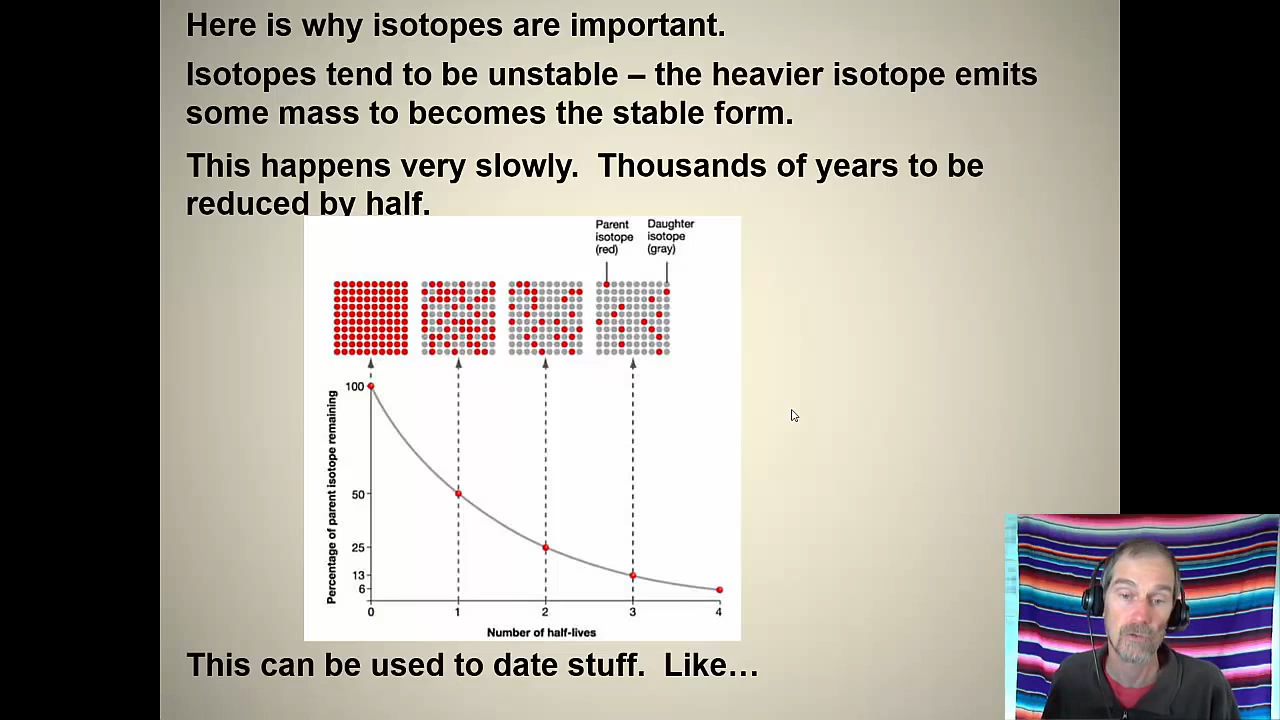 Here is why isotopes are important.
Isotopes tend to be unstable – the heavier isotope emits
some mass to becomes the stable form.
This happens very slowly.  Thousands of years to be
reduced by half.
Parent
isotope
(red)
Daughter
isotope
(gray)
Percentage of parent isotope remaining
100
50
25
13
6
0
1
2
3
4
Number of half-lives
This can be used to date stuff.  Like…